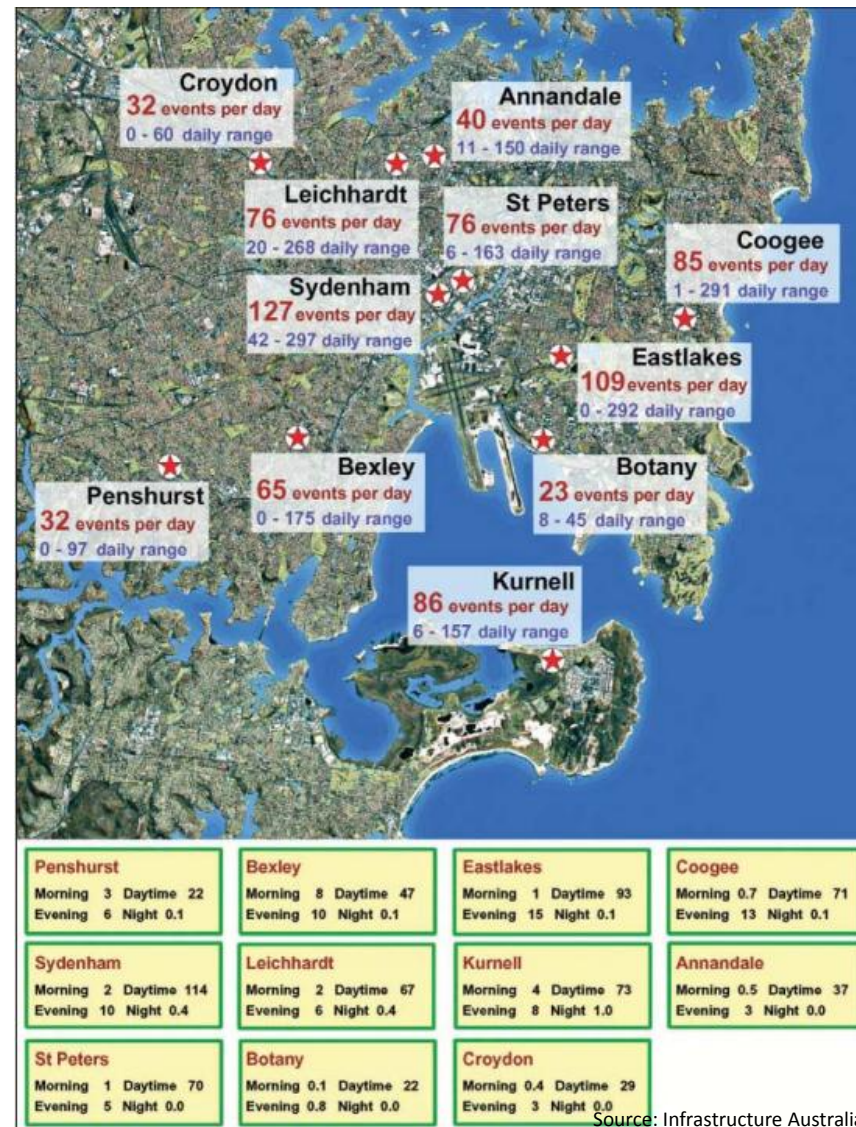 Croydon
32 events per day
0 - 60 daily range
Annandale
40 events per day
11 - 150 daily range
Leichhardt
76 events per day
20 - 268 daily range
St Peters
76 events per day
6 - 163 daily range
Coogee
85 events per day
1 - 291 daily range
Sydenham
127 events per day
42 - 297 daily range
Eastlakes
109 events per day
0 - 292 daily range
Bexley
65 events per day
0 - 175 daily range
Botany
23 events per day
8 - 45 daily range
Penshurst
32 events per day
0 - 97 daily range
Kurnell
86 events per day
6 - 157 daily range
Penshurst
Morning 3 Daytime 22
Evening 6 Night 0.1
Bexley
Morning 8 Daytime 47
Evening 10 Night 0.1
Eastlakes
Morning 1 Daytime 93
Evening 15 Night 0.1
Coogee
Morning 0.7 Daytime 71
Evening 13 Night 0.1
Sydenham
Morning 2 Daytime 114
Evening 10 Night 0.4
Leichhardt
Morning 2 Daytime 67
Evening 6 Night 0.4
Kurnell
Morning 4 Daytime 73
Evening 8 Night 1.0
Annandale
Morning 0.5 Daytime 37
Evening 3 Night 0.0
St Peters
Morning 1 Daytime 70
Evening 5 Night 0.0
Botany
Morning 0.1 Daytime 22
Evening 0.8 Night 0.0
Croydon
Morning 0.4 Daytime 29
Evening 3 Night 0.0
Source: Infrastructure Australia